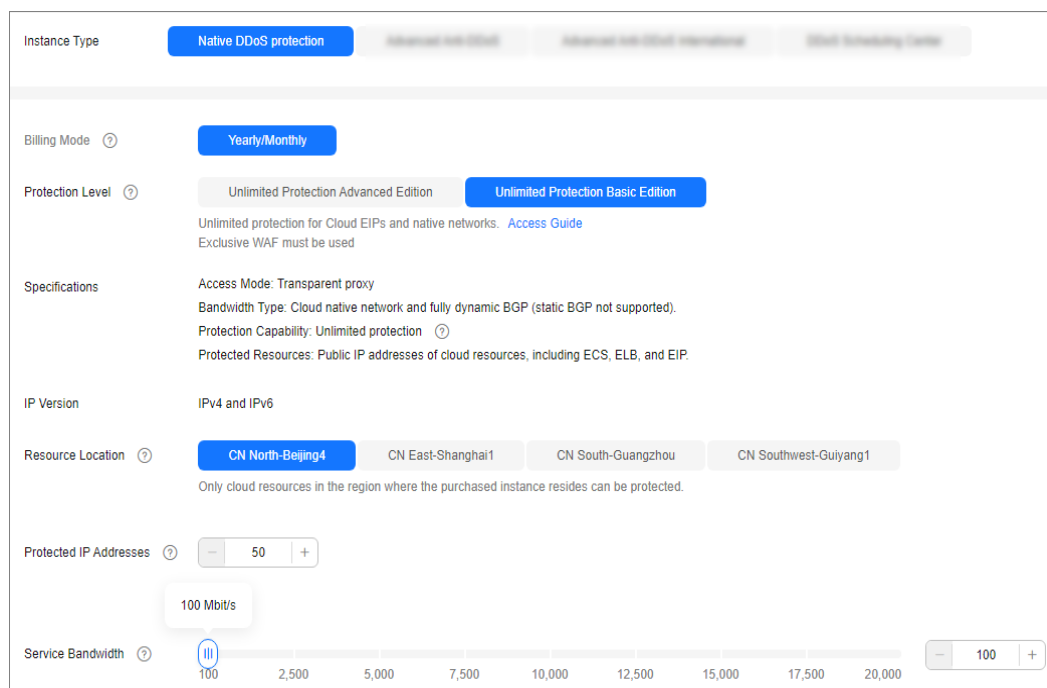 Instance Type Native DDoS protection
Billing Mode ? Yearly/Monthly
Protection Level ? Unlimited Protection Advanced Edition Unlimited Protection Basic Edition
Unlimited protection for Cloud EIPs and native networks. Access Guide
Exclusive WAF must be used
Specifications Access Mode: Transparent proxy
Bandwidth Type: Cloud native network and fully dynamic BGP (static BGP not supported).
Protection Capability: Unlimited protection ?
Protected Resources: Public IP addresses of cloud resources, including ECS, ELB, and EIP.
IP Version IPv4 and IPv6
Resource Location ? CN North-Beijing4 CN East-Shanghai1 CN South-Guangzhou CN Southwest-Guiyang1
Only cloud resources in the region where the purchased instance resides can be protected.
Protected IP Addresses ? − 50 +
100 Mbit/s
Service Bandwidth ? − 100 +
100 2,500 5,000 7,500 10,000 12,500 15,000 17,500 20,000